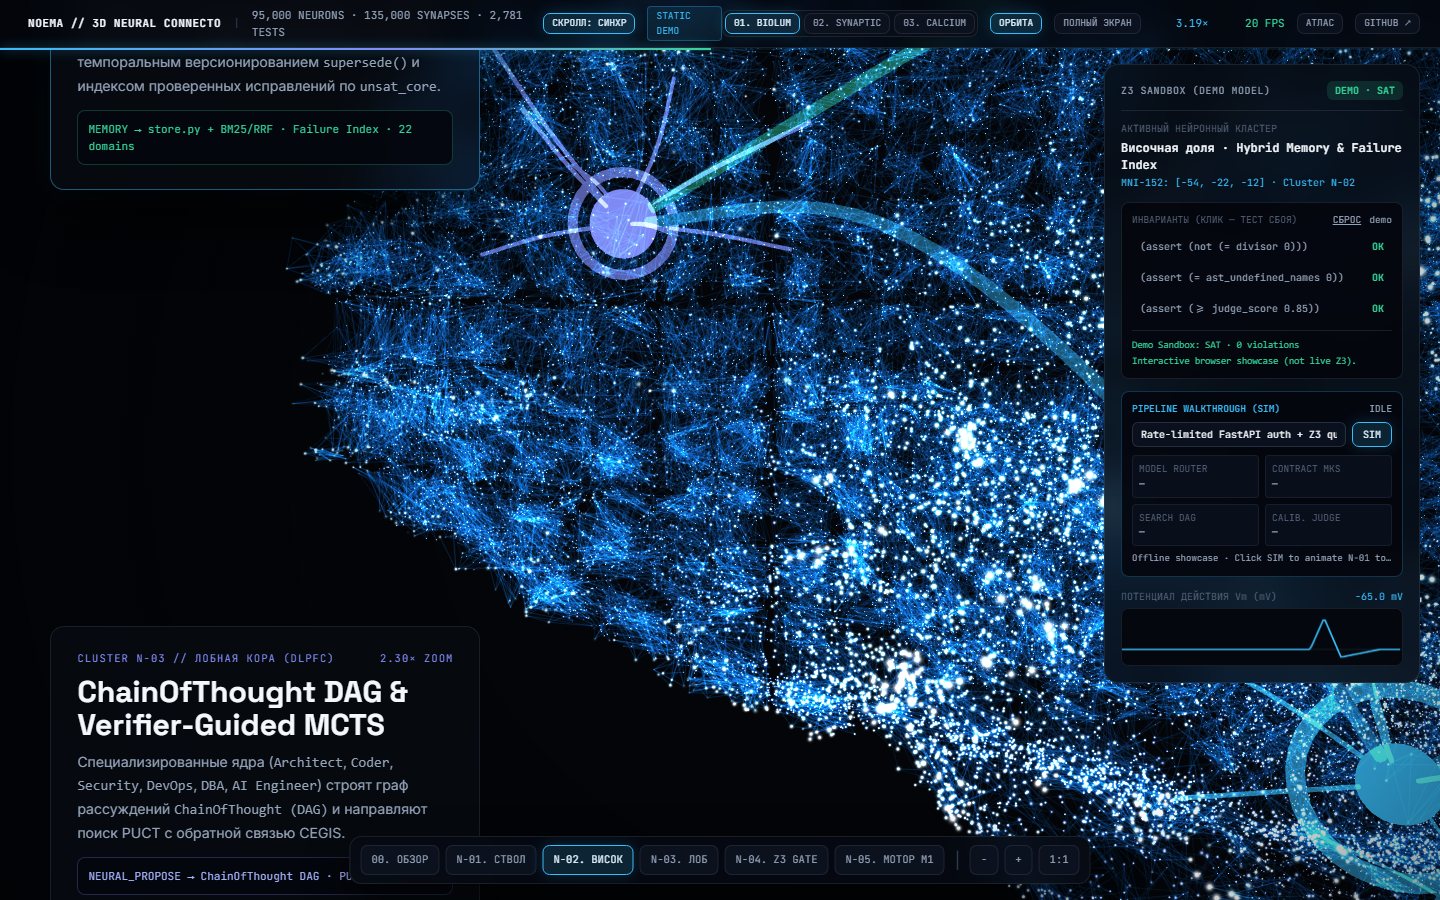 NOEMA // 3D NEURAL CONNECTO
95,000 NEURONS · 135,000 SYNAPSES · 2,781
TESTS
СКРОЛЛ: СИНХР
STATIC
DEMO
01. BIOLUM
02. SYNAPTIC
03. CALCIUM
ОРБИТА
ПОЛНЫЙ ЭКРАН
3.19×
20 FPS
АТЛАС
GITHUB ↗
темпоральным версионированием supersede() и
индексом проверенных исправлений по unsat_core.
MEMORY → store.py + BM25/RRF · Failure Index · 22
domains
CLUSTER N-03 // ЛОБНАЯ КОРА (DLPFC)
2.30× ZOOM
ChainOfThought DAG &
Verifier-Guided MCTS
Специализированные ядра (Architect, Coder,
Security, DevOps, DBA, AI Engineer) строят граф
рассуждений ChainOfThought (DAG) и направляют
поиск PUCT с обратной связью CEGIS.
NEURAL_PROPOSE → ChainOfThought DAG ·
Z3 SANDBOX (DEMO MODEL)
DEMO · SAT
АКТИВНЫЙ НЕЙРОННЫЙ КЛАСТЕР
Височная доля · Hybrid Memory & Failure
Index
MNI-152: [-54, -22, -12] · Cluster N-02
ИНВАРИАНТЫ (КЛИК — ТЕСТ СБОЯ)
СБРОС
demo
(assert (not (= divisor 0)))
OK
(assert (= ast_undefined_names 0))
OK
(assert (≥ judge_score 0.85))
OK
Demo Sandbox: SAT · 0 violations
Interactive browser showcase (not live Z3).
PIPELINE WALKTHROUGH (SIM)
IDLE
Rate-limited FastAPI auth + Z3 qu
SIM
MODEL ROUTER
—
CONTRACT MKS
—
SEARCH DAG
—
CALIB. JUDGE
—
Offline showcase · Click SIM to animate N-01 to…
ПОТЕНЦИАЛ ДЕЙСТВИЯ Vm (mV)
-65.0 mV
00. ОБЗОР
N-01. СТВОЛ
N-02. ВИСОК
N-03. ЛОБ
N-04. Z3 GATE
N-05. МОТОР M1
-
+
1:1